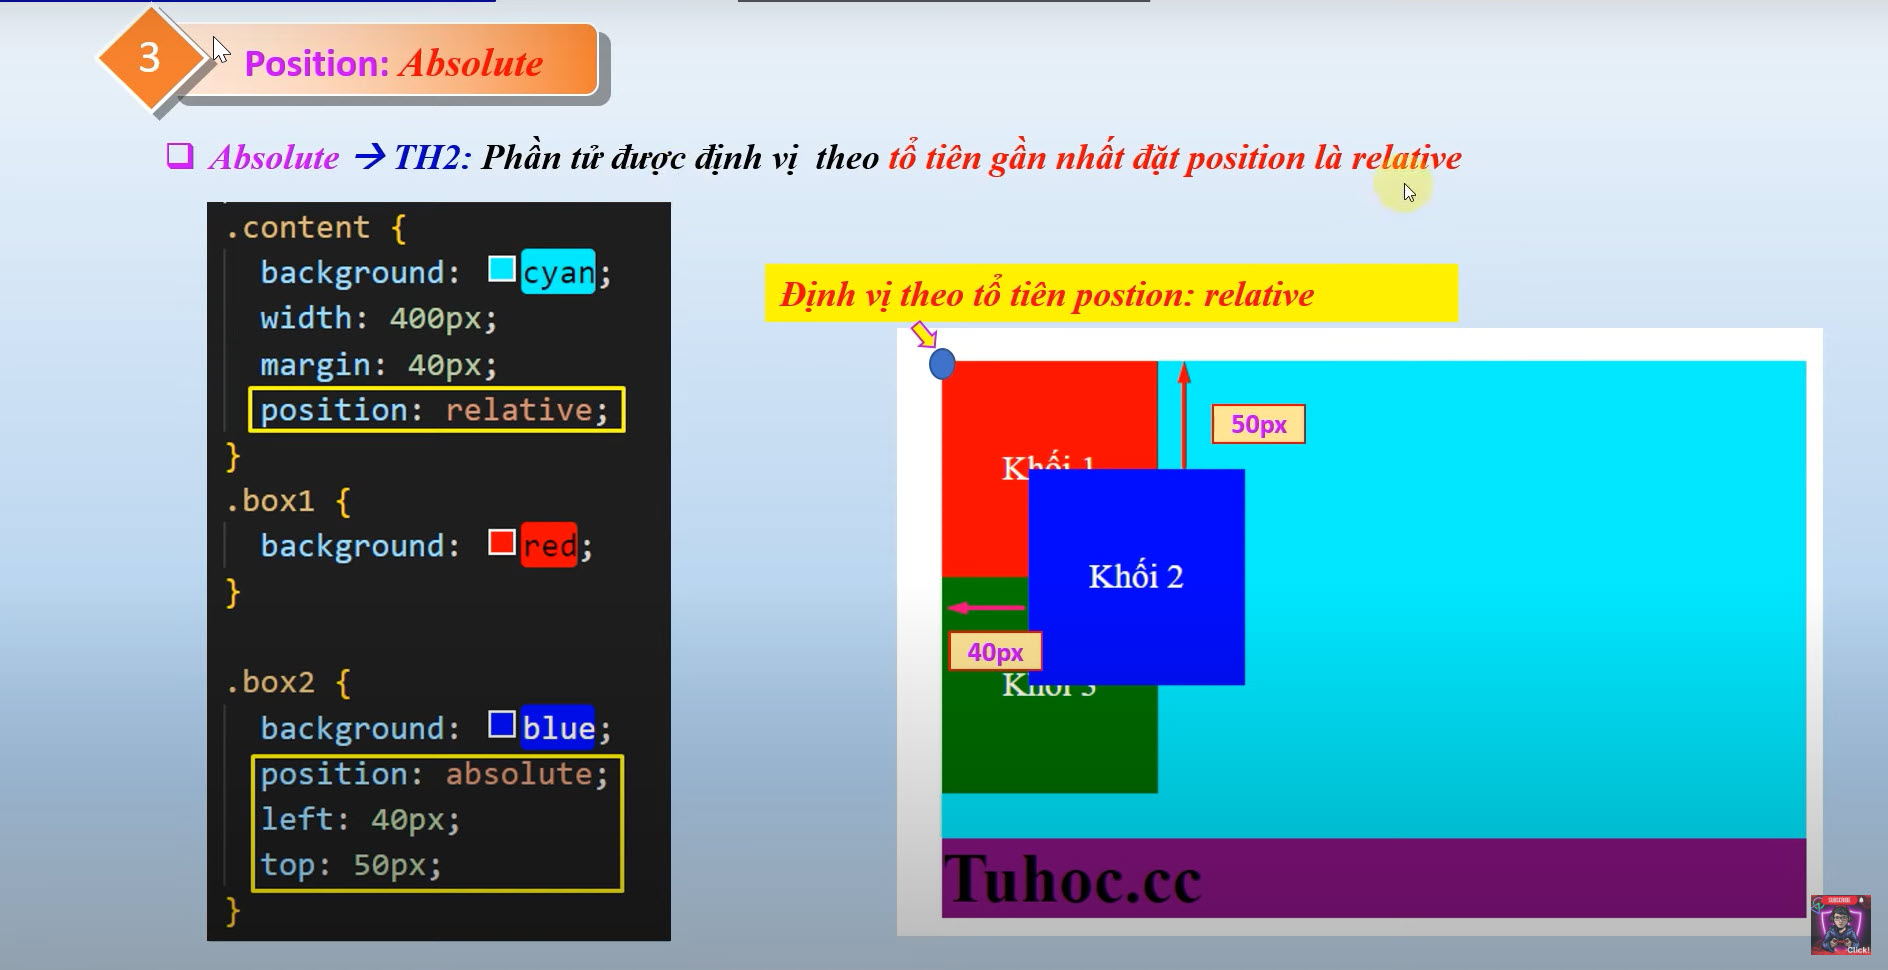 3
Position: Absolute
Absolute → TH2: Phần tử được định vị theo tổ tiên gần nhất đặt position là relative
.content {
background: cyan;
width: 400px;
margin: 40px;
position: relative;
}
.box1 {
background: red;
}
.box2 {
background: blue;
position: absolute;
left: 40px;
top: 50px;
}
Định vị theo tổ tiên postion: relative
50px
Khối 1
Khối 2
40px
Khối 3
Tuhoc.cc
SUBSCRIBE
Click!